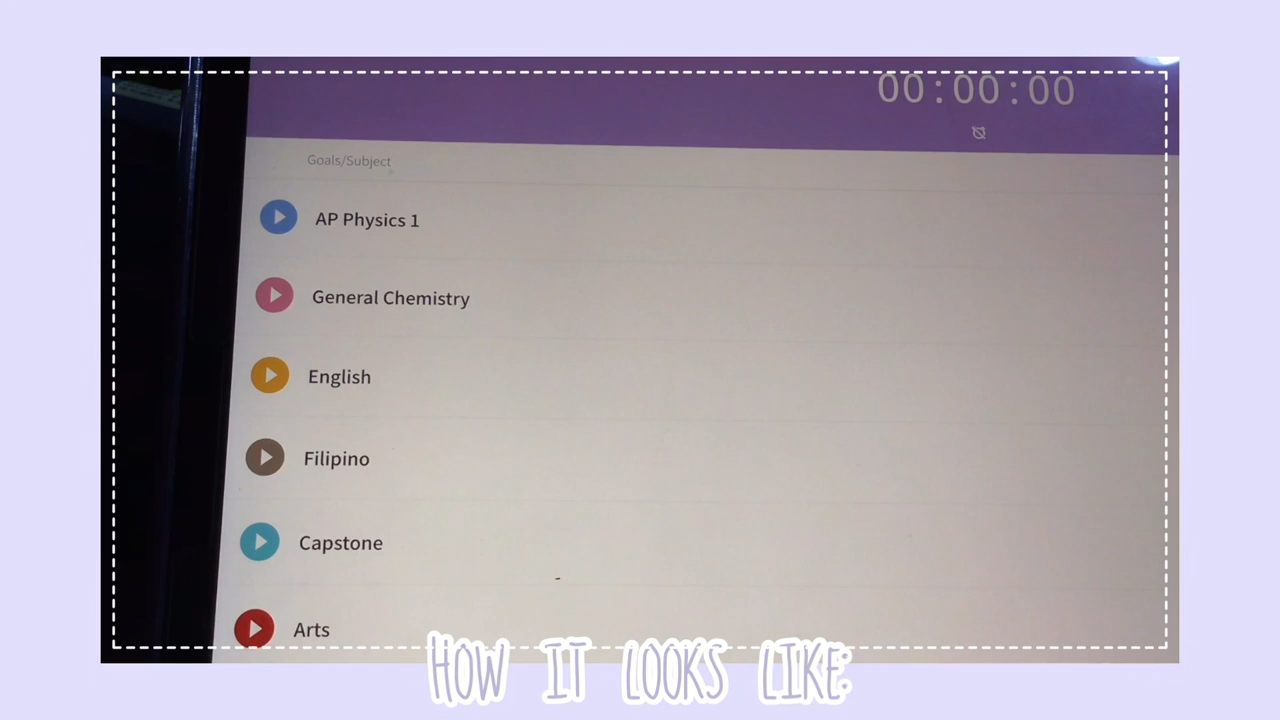 00:00:00
Goals/Subject
AP Physics 1
General Chemistry
English
Filipino
Capstone
Arts
HOW IT LOOKS LIKE: